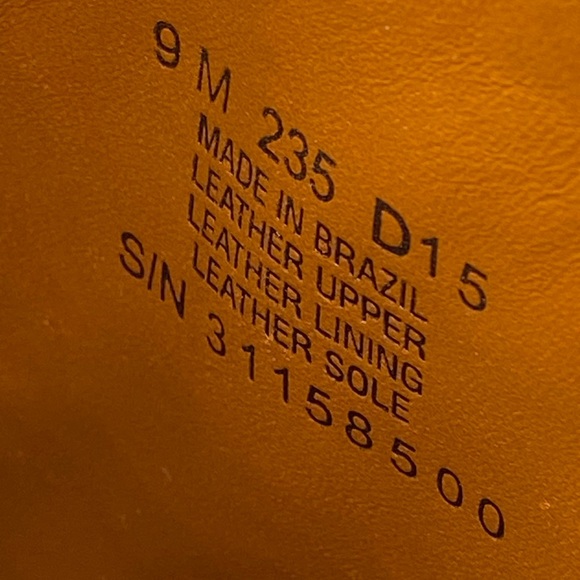 9 M 235 D15
MADE IN BRAZIL
LEATHER UPPER
LEATHER LINING
LEATHER SOLE
S/N 31158500